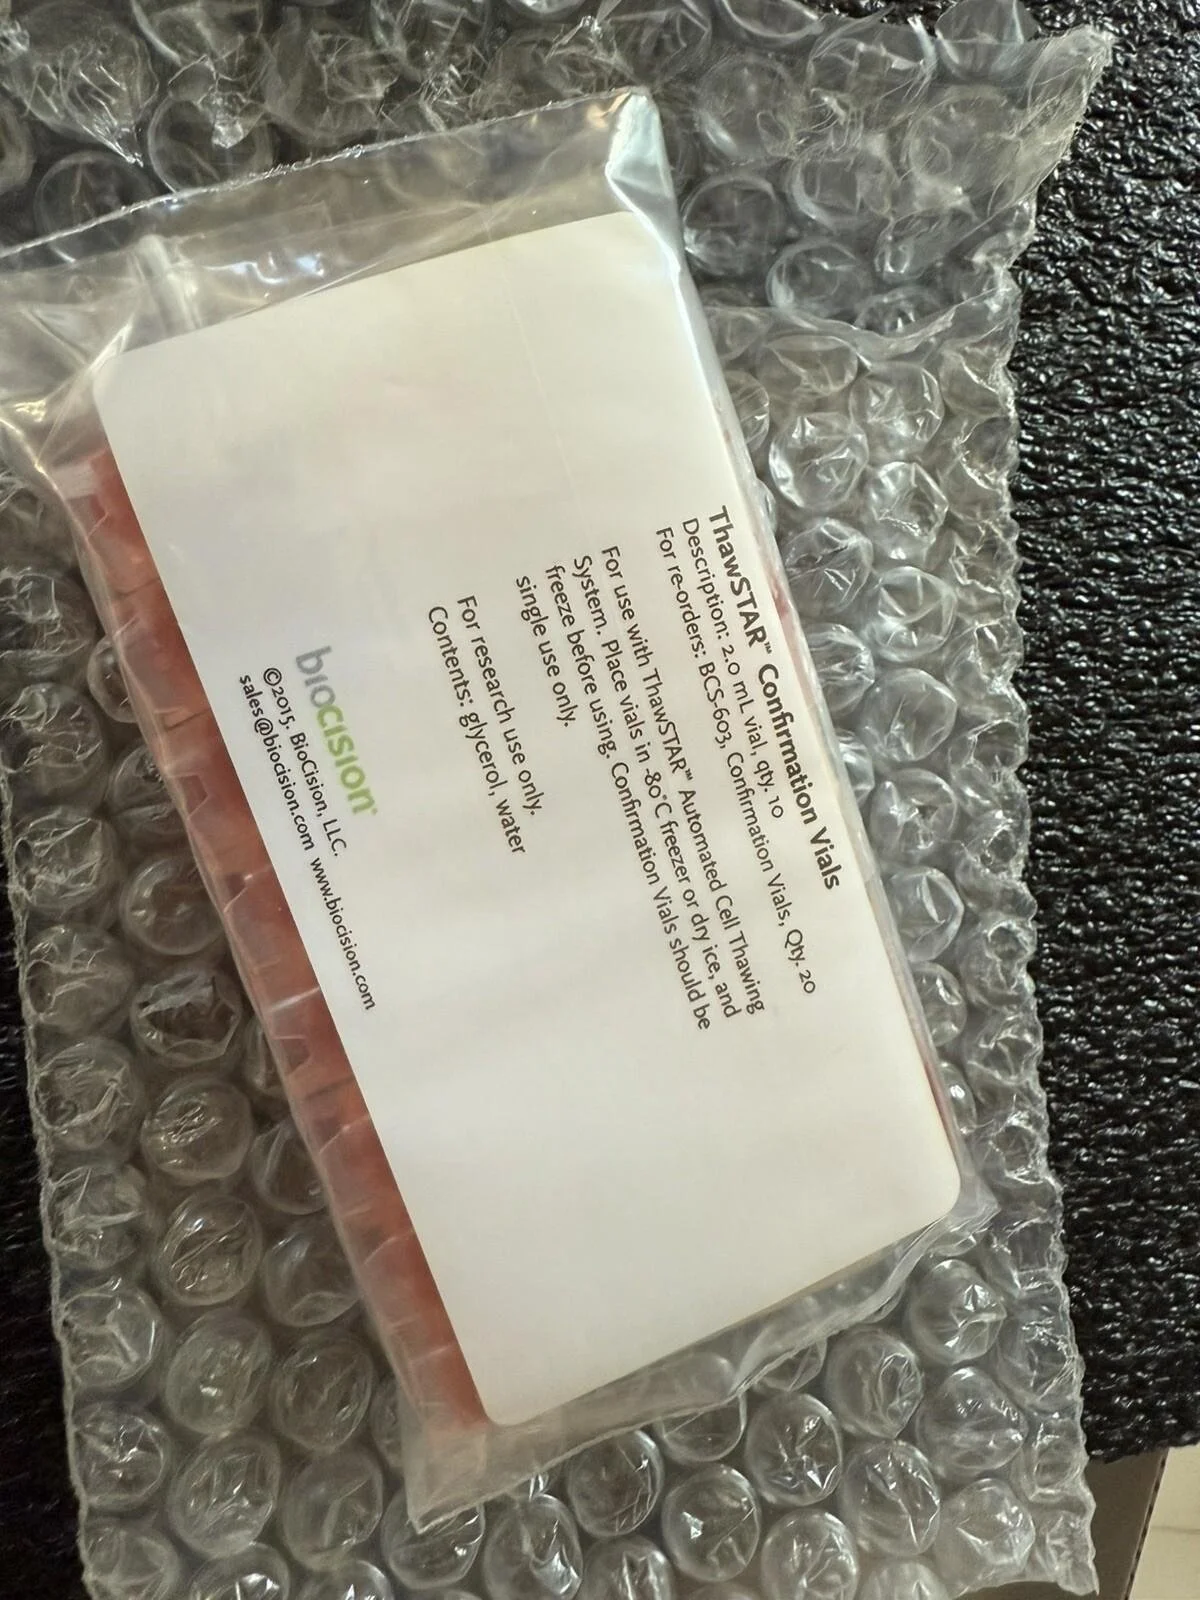 ThawSTAR™ Confirmation Vials
Description: 2.0 mL vial, qty. 10
For re-orders: BCS-603, Confirmation Vials, Qty. 20
For use with ThawSTAR™ Automated Cell Thawing
System. Place vials in -80°C freezer or dry ice, and
freeze before using. Confirmation Vials should be
single use only.
For research use only.
Contents: glycerol, water
biocision®
©2015, BioCision, LLC.
sales@biocision.com www.biocision.com